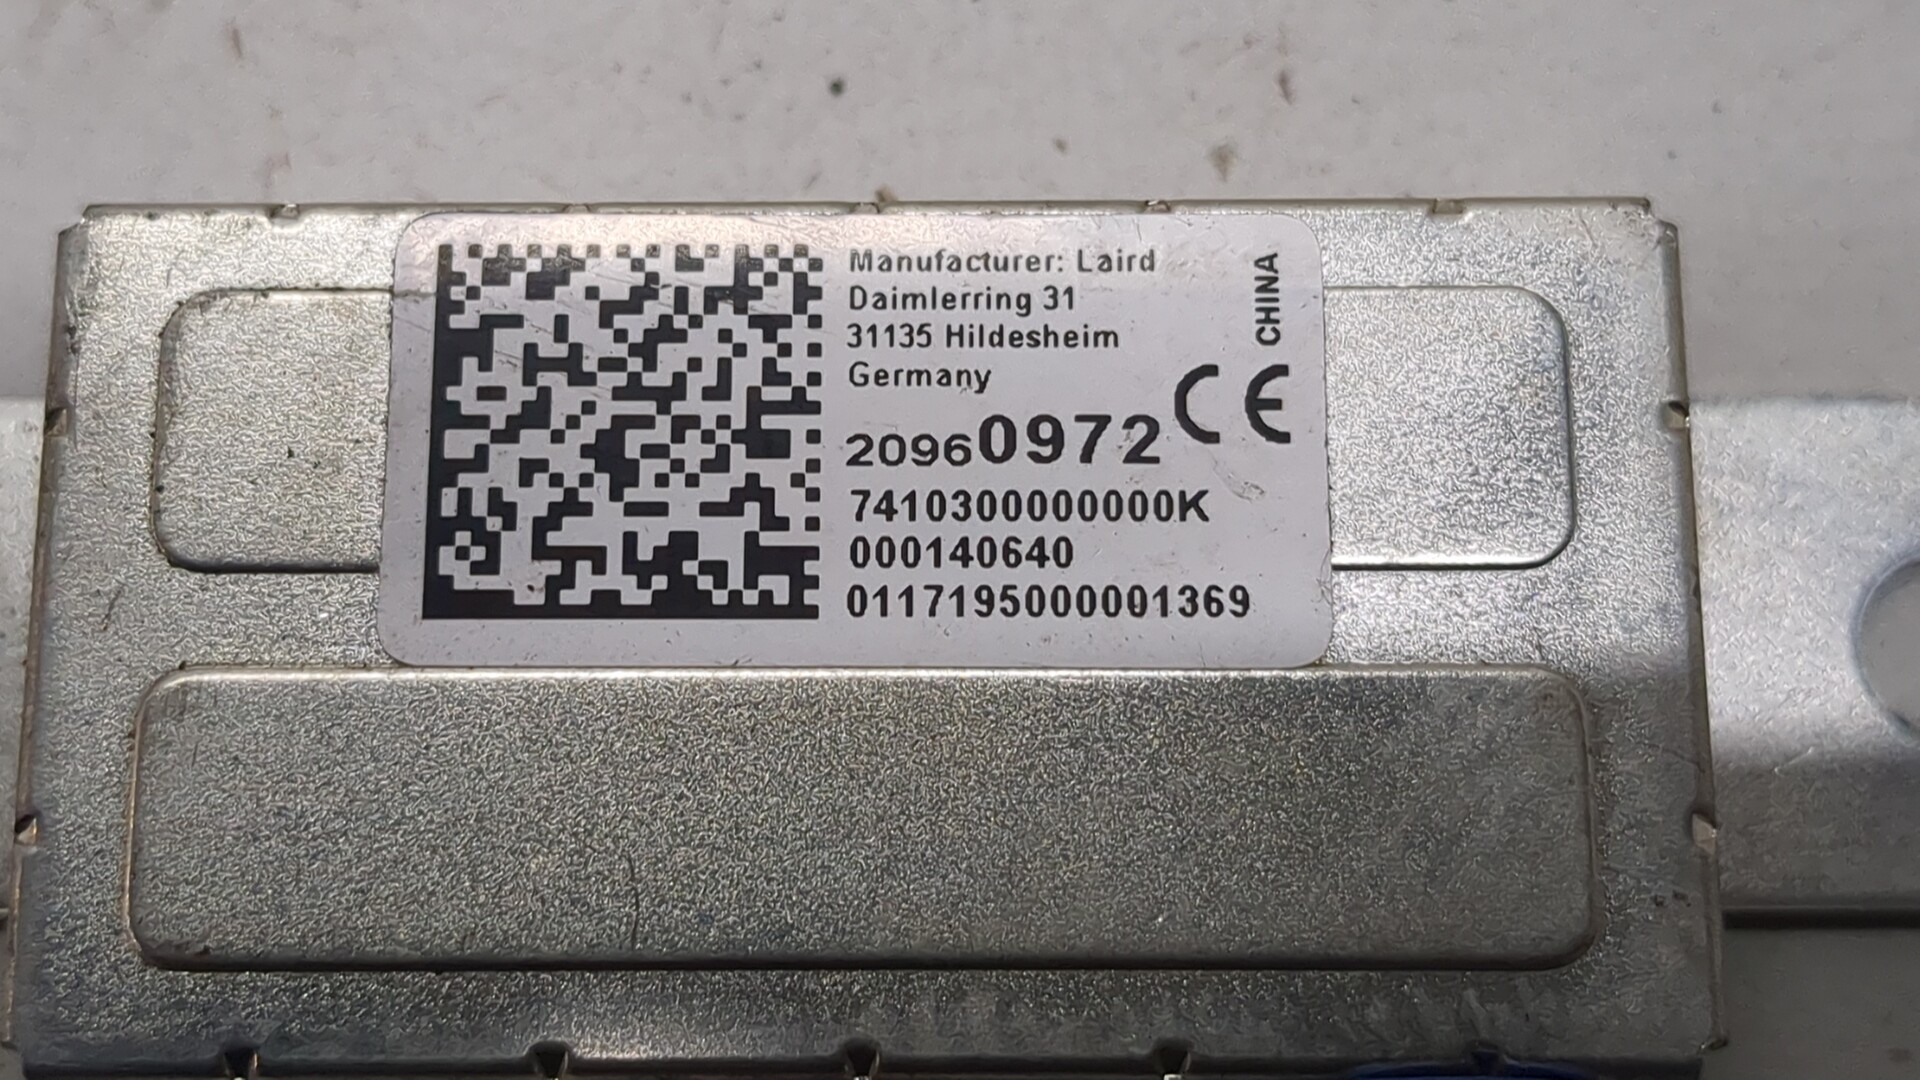 Manufacturer: Laird
Daimlerring 31
31135 Hildesheim
Germany
CHINA
CE
20960972
7410300000000K
000140640
0117195000001369